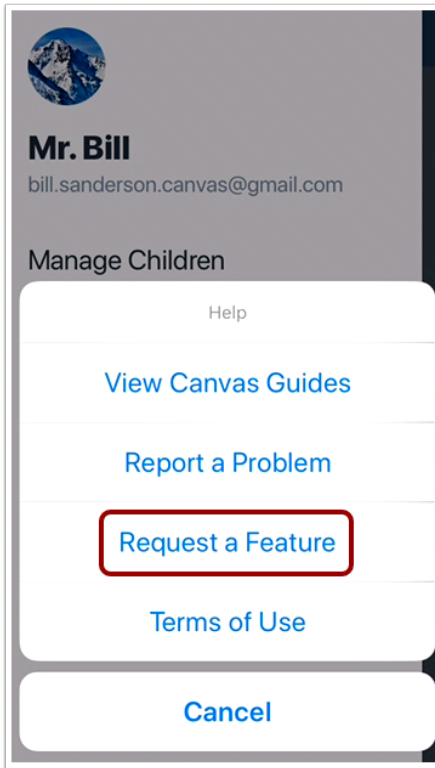 Mr. Bill
bill.sanderson.canvas@gmail.com
Manage Children
Help
View Canvas Guides
Report a Problem
Request a Feature
Terms of Use
Cancel